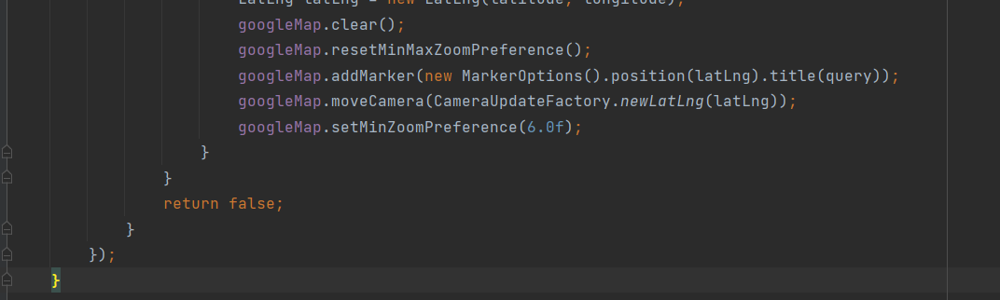 LatLng latLng = new LatLng(latitude, longitude);
googleMap.clear();
googleMap.resetMinMaxZoomPreference();
googleMap.addMarker(new MarkerOptions().position(latLng).title(query));
googleMap.moveCamera(CameraUpdateFactory.newLatLng(latLng));
googleMap.setMinZoomPreference(6.0f);
}
}
return false;
}
});
}